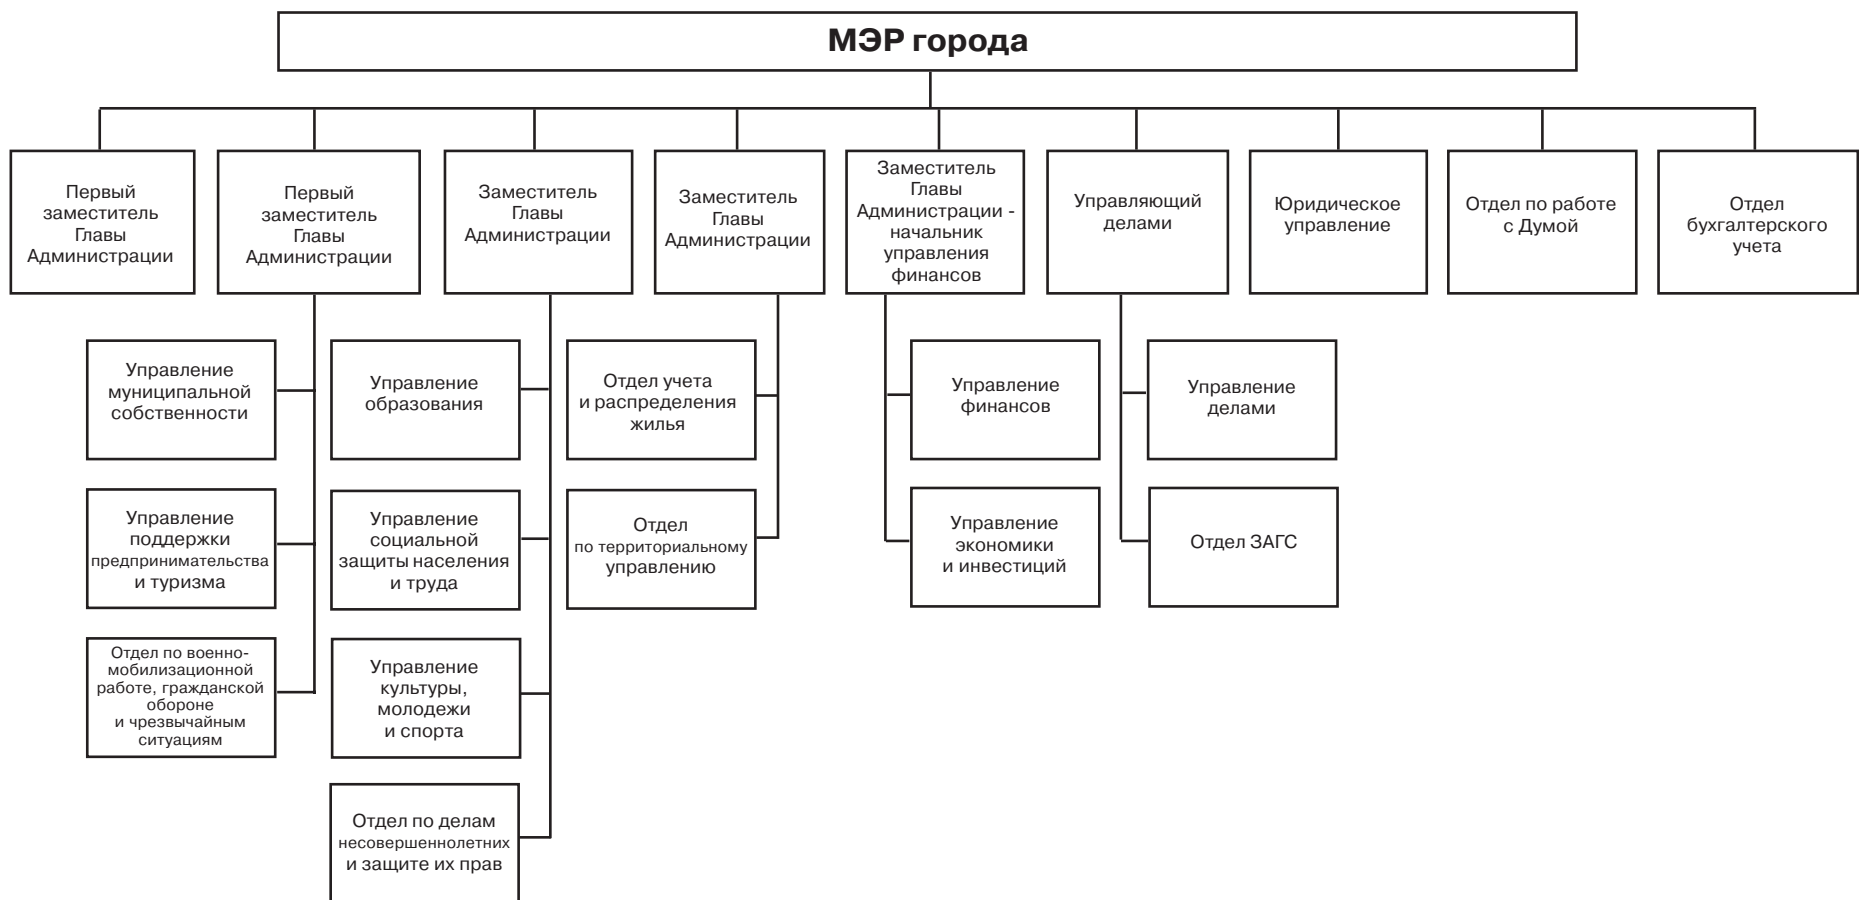 МЭР города
Первый
заместитель
Главы
Администрации
Первый
заместитель
Главы
Администрации
Заместитель
Главы
Администрации
Заместитель
Главы
Администрации
Заместитель
Главы
Администрации -
начальник
управления
финансов
Управляющий
делами
Юридическое
управление
Отдел по работе
с Думой
Отдел
бухгалтерского
учета
Управление
муниципальной
собственности
Управление
образования
Отдел учета
и распределения
жилья
Управление
финансов
Управление
делами
Управление
поддержки
предпринимательства
и туризма
Управление
социальной
защиты населения
и труда
Отдел
по территориальному
управлению
Управление
экономики
и инвестиций
Отдел ЗАГС
Отдел по военно-
мобилизационной
работе, гражданской
обороне
и чрезвычайным
ситуациям
Управление
культуры,
молодежи
и спорта
Отдел по делам
несовершеннолетних
и защите их прав